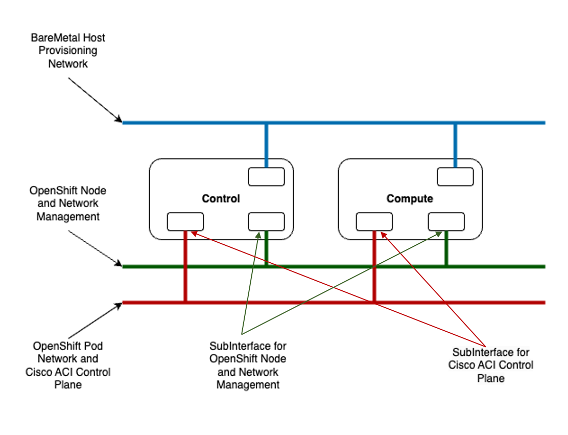 BareMetal Host
Provisioning
Network
Control
Compute
OpenShift Node
and Network
Management
OpenShift Pod
Network and
Cisco ACI Control
Plane
SubInterface for
OpenShift Node
and Network
Management
SubInterface for
Cisco ACI Control
Plane